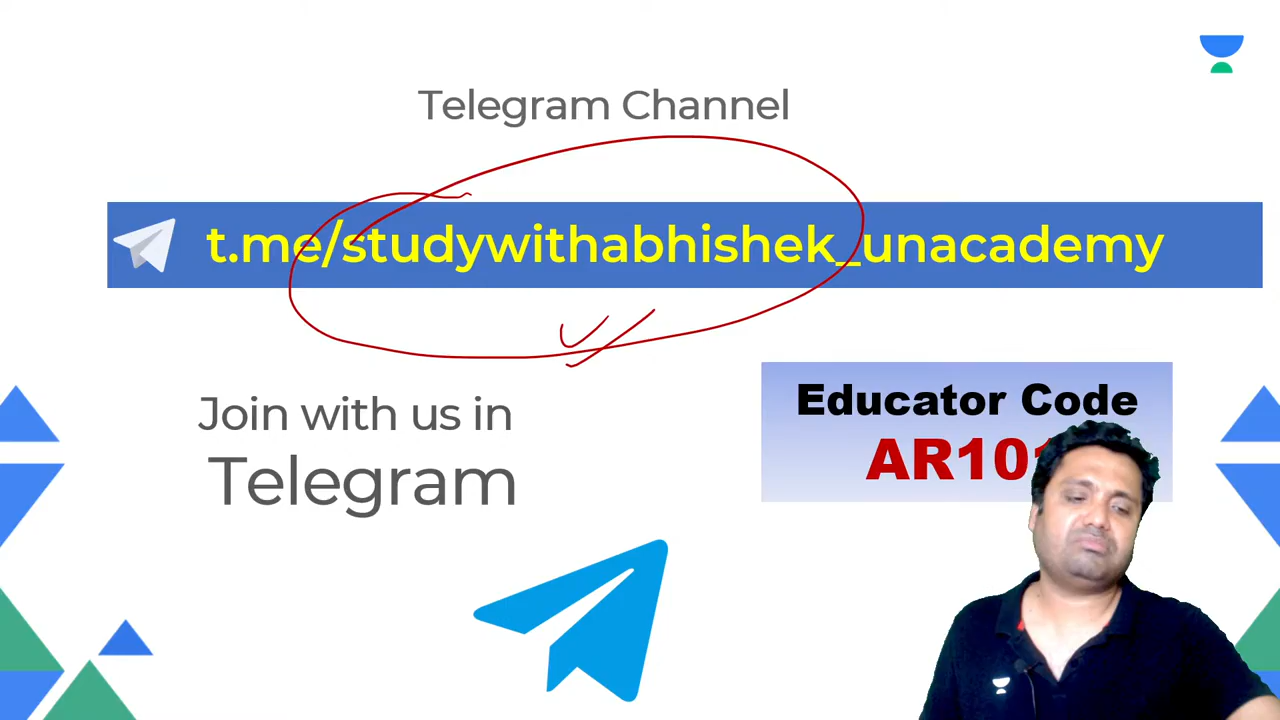 Telegram Channel
t.me/studywithabhishek_unacademy
Join with us in
Telegram
Educator Code